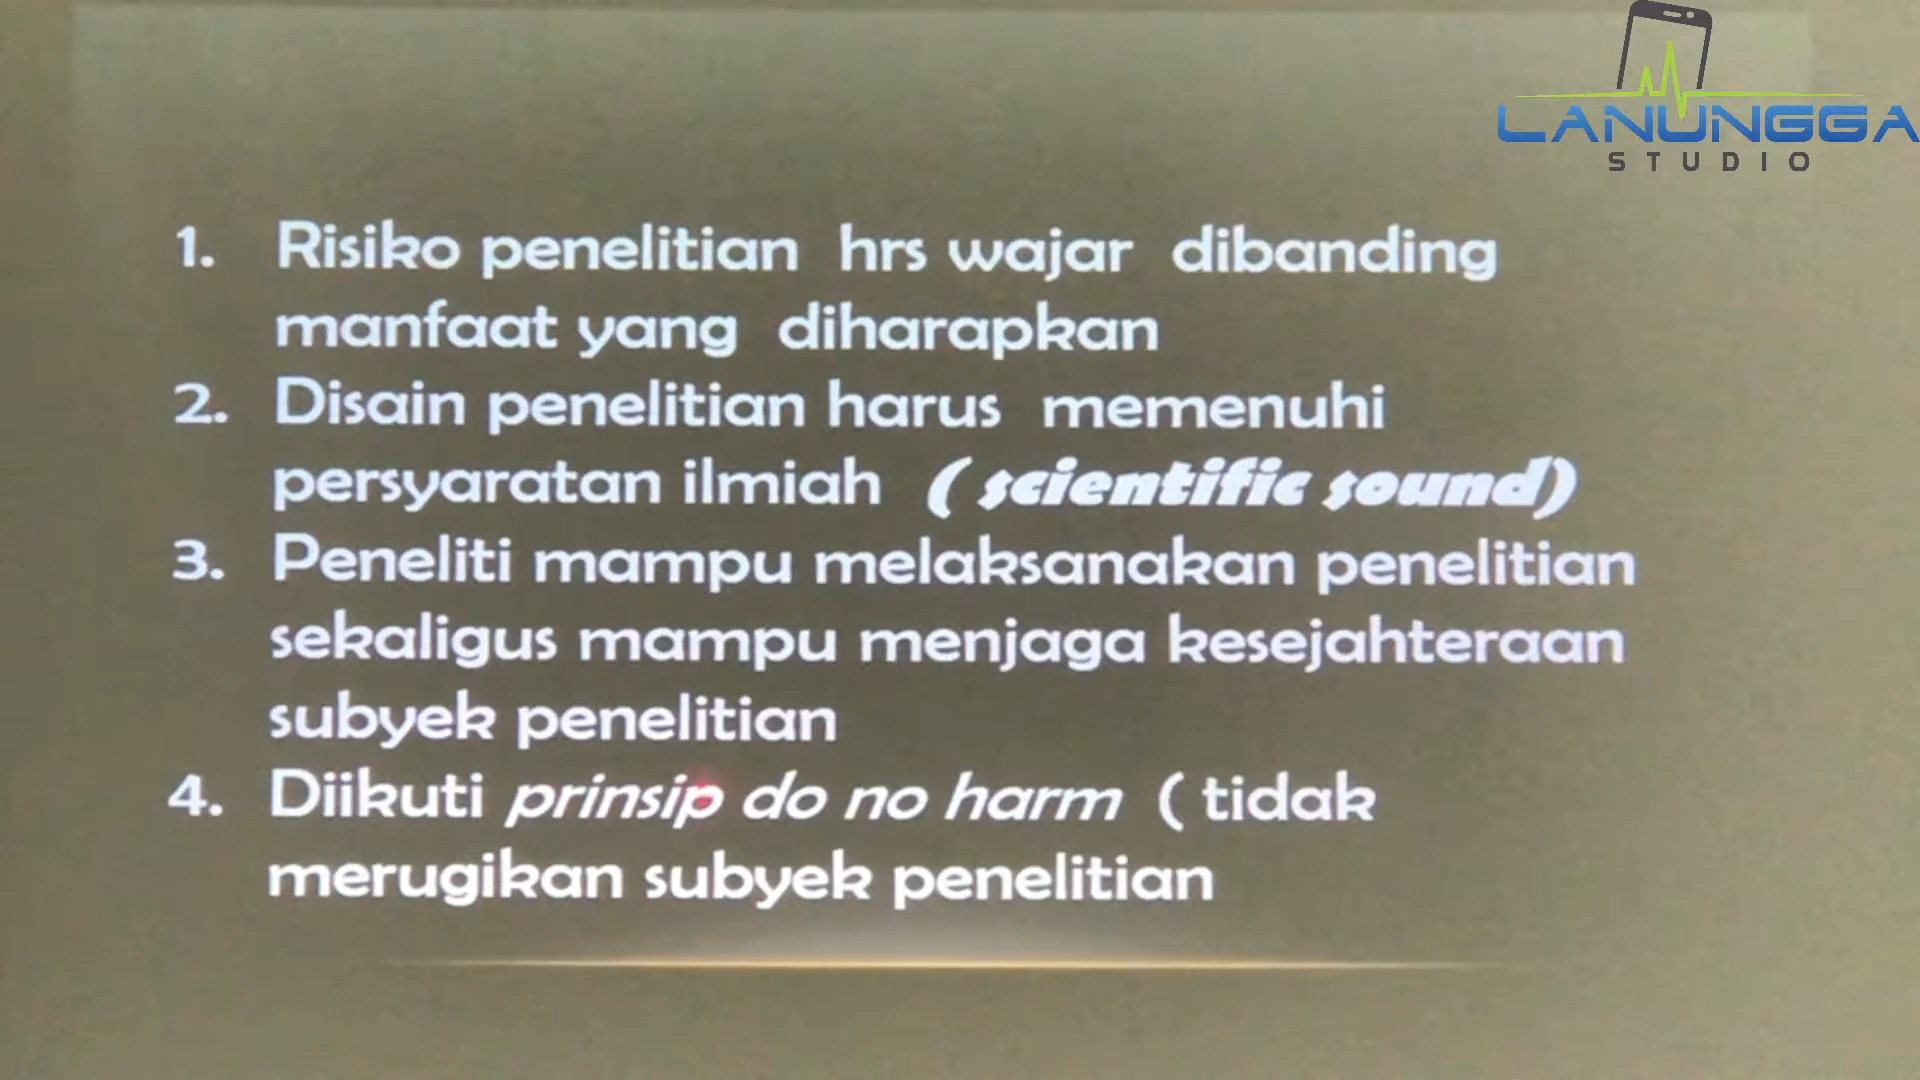 LANUNGGA
STUDIO
1. Risiko penelitian hrs wajar dibanding
manfaat yang diharapkan
2. Disain penelitian harus memenuhi
persyaratan ilmiah ( scientific sound)
3. Peneliti mampu melaksanakan penelitian
sekaligus mampu menjaga kesejahteraan
subyek penelitian
4. Diikuti prinsip do no harm ( tidak
merugikan subyek penelitian